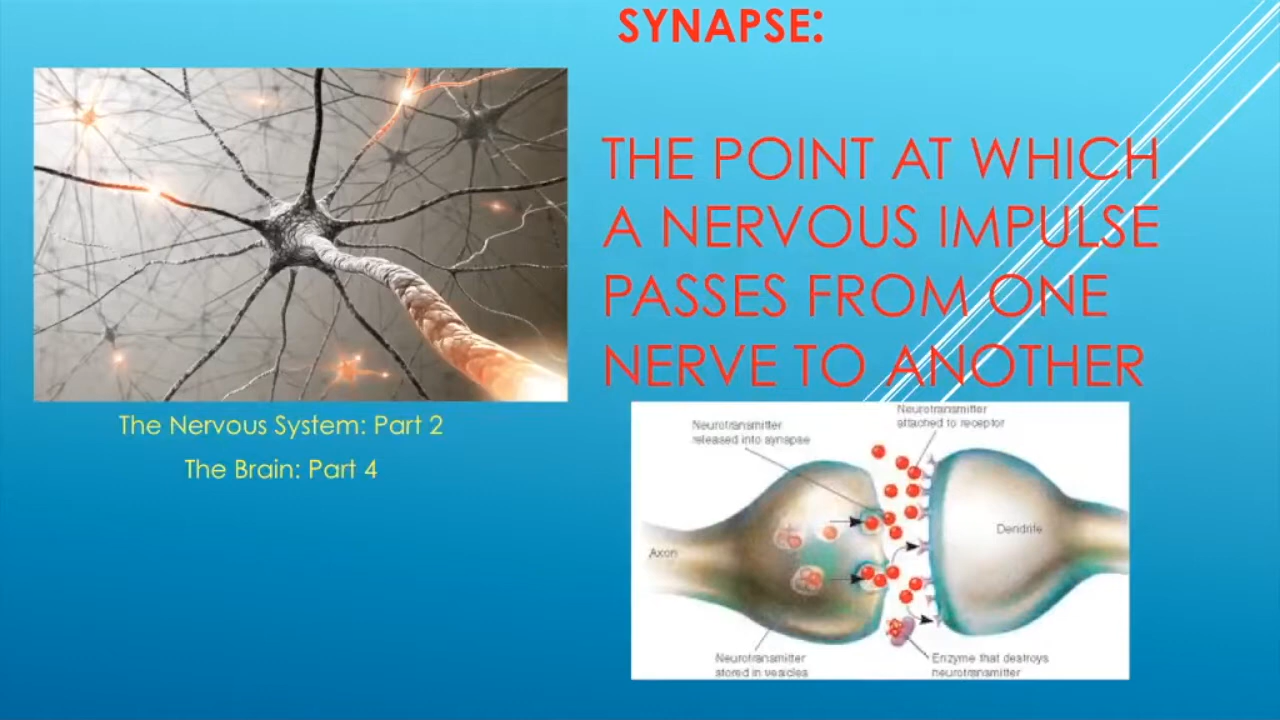 SYNAPSE:
THE POINT AT WHICH
A NERVOUS IMPULSE
PASSES FROM ONE
NERVE TO ANOTHER
The Nervous System: Part 2
The Brain: Part 4
Neurotransmitter
released into synapse
Neurotransmitter
attached to receptor
Axon
Dendrite
Neurotransmitter
stored in vesicles
Enzyme that destroys
neurotransmitter